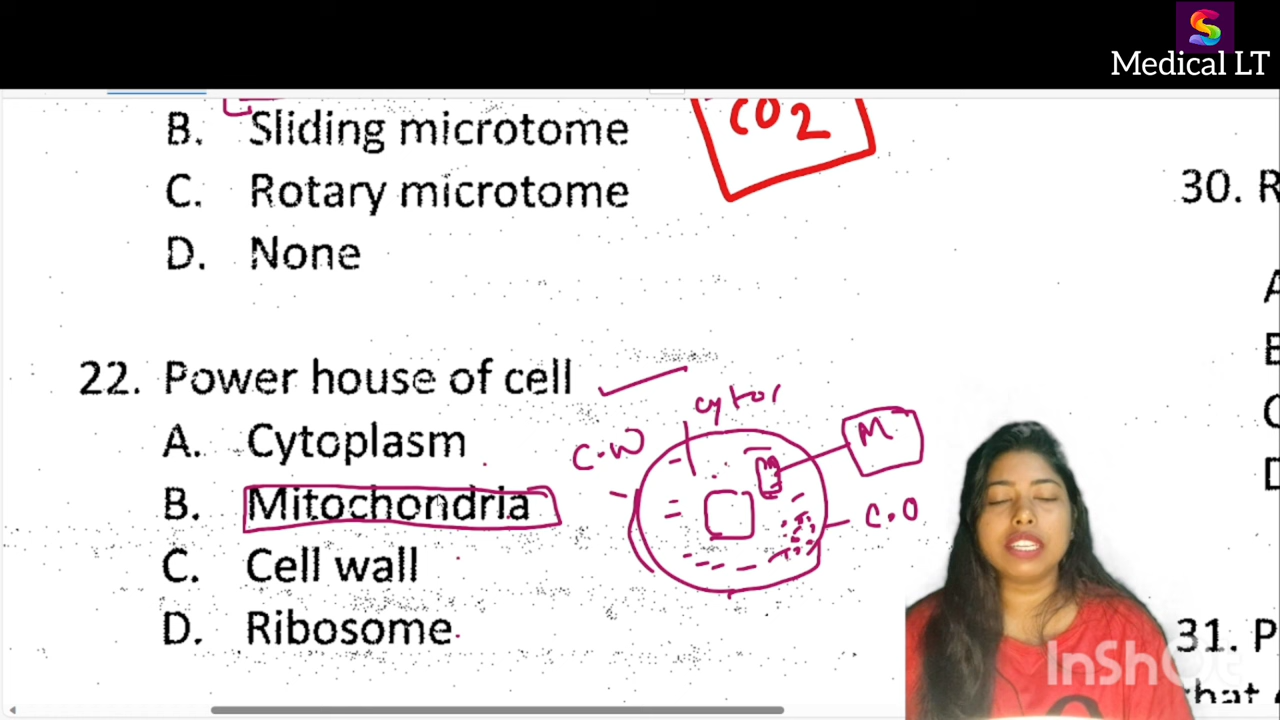 Medical LT
B. Sliding microtome
C. Rotary microtome
D. None
CO2
22. Power house of cell
A. Cytoplasm
B. Mitochondria
C. Cell wall
D. Ribosome
C.W
M
M
30. R
A
31. P
that
InShot